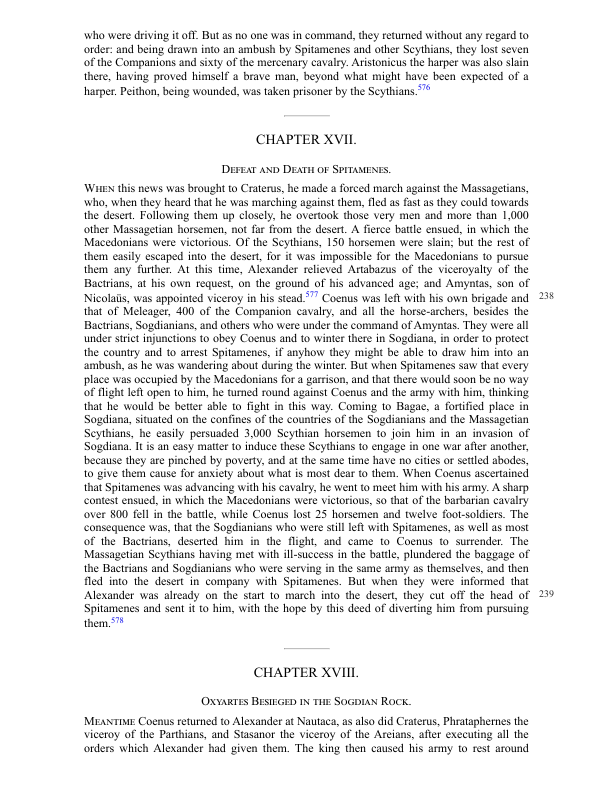 who were driving it off. But as no one was in command, they returned without any regard to
order: and being drawn into an ambush by Spitamenes and other Scythians, they lost seven
of the Companions and sixty of the mercenary cavalry. Aristonicus the harper was also slain
there, having proved himself a brave man, beyond what might have been expected of a
harper. Peithon, being wounded, was taken prisoner by the Scythians.576
CHAPTER XVII.
Defeat and Death of Spitamenes.
When this news was brought to Craterus, he made a forced march against the Massagetians,
who, when they heard that he was marching against them, fled as fast as they could towards
the desert. Following them up closely, he overtook those very men and more than 1,000
other Massagetian horsemen, not far from the desert. A fierce battle ensued, in which the
Macedonians were victorious. Of the Scythians, 150 horsemen were slain; but the rest of
them easily escaped into the desert, for it was impossible for the Macedonians to pursue
them any further. At this time, Alexander relieved Artabazus of the viceroyalty of the
Bactrians, at his own request, on the ground of his advanced age; and Amyntas, son of
Nicolaüs, was appointed viceroy in his stead.577 Coenus was left with his own brigade and 238
that of Meleager, 400 of the Companion cavalry, and all the horse-archers, besides the
Bactrians, Sogdianians, and others who were under the command of Amyntas. They were all
under strict injunctions to obey Coenus and to winter there in Sogdiana, in order to protect
the country and to arrest Spitamenes, if anyhow they might be able to draw him into an
ambush, as he was wandering about during the winter. But when Spitamenes saw that every
place was occupied by the Macedonians for a garrison, and that there would soon be no way
of flight left open to him, he turned round against Coenus and the army with him, thinking
that he would be better able to fight in this way. Coming to Bagae, a fortified place in
Sogdiana, situated on the confines of the countries of the Sogdianians and the Massagetian
Scythians, he easily persuaded 3,000 Scythian horsemen to join him in an invasion of
Sogdiana. It is an easy matter to induce these Scythians to engage in one war after another,
because they are pinched by poverty, and at the same time have no cities or settled abodes,
to give them cause for anxiety about what is most dear to them. When Coenus ascertained
that Spitamenes was advancing with his cavalry, he went to meet him with his army. A sharp
contest ensued, in which the Macedonians were victorious, so that of the barbarian cavalry
over 800 fell in the battle, while Coenus lost 25 horsemen and twelve foot-soldiers. The
consequence was, that the Sogdianians who were still left with Spitamenes, as well as most
of the Bactrians, deserted him in the flight, and came to Coenus to surrender. The
Massagetian Scythians having met with ill-success in the battle, plundered the baggage of
the Bactrians and Sogdianians who were serving in the same army as themselves, and then
fled into the desert in company with Spitamenes. But when they were informed that
Alexander was already on the start to march into the desert, they cut off the head of 239
Spitamenes and sent it to him, with the hope by this deed of diverting him from pursuing
them.578
CHAPTER XVIII.
Oxyartes Besieged in the Sogdian Rock.
Meantime Coenus returned to Alexander at Nautaca, as also did Craterus, Phrataphernes the
viceroy of the Parthians, and Stasanor the viceroy of the Areians, after executing all the
orders which Alexander had given them. The king then caused his army to rest around